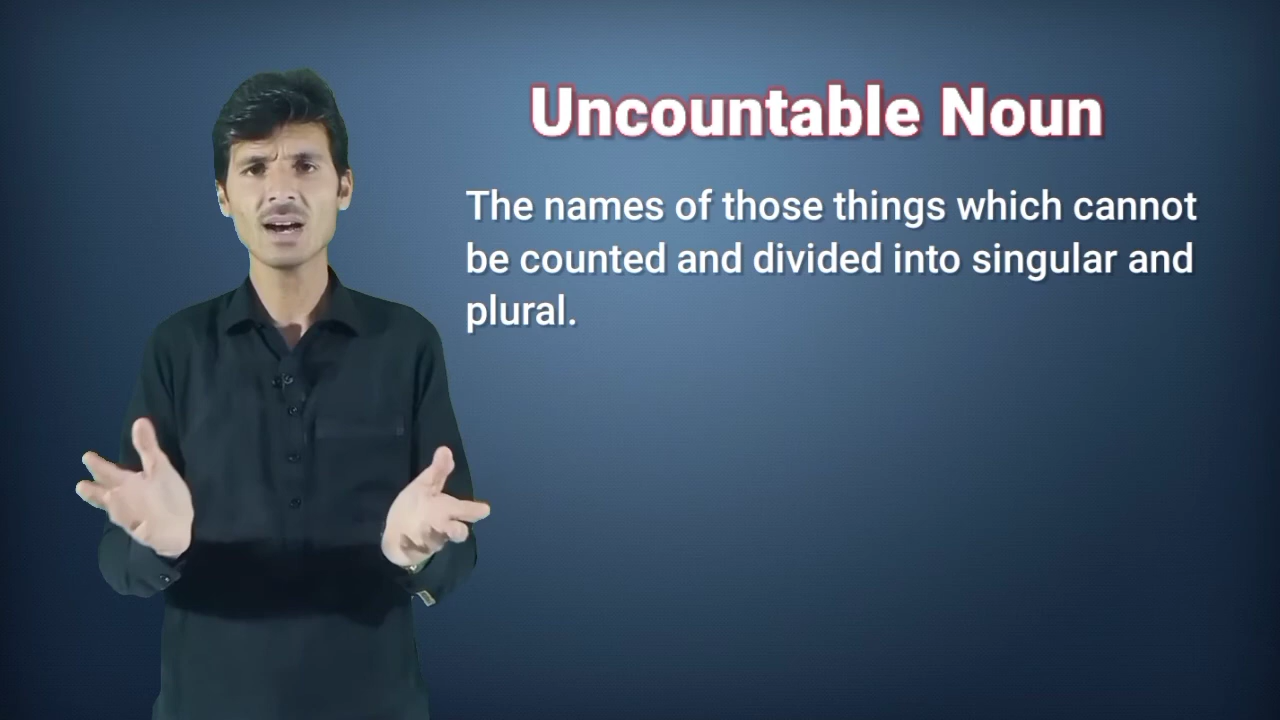 Uncountable Noun
The names of those things which cannot
be counted and divided into singular and
plural.